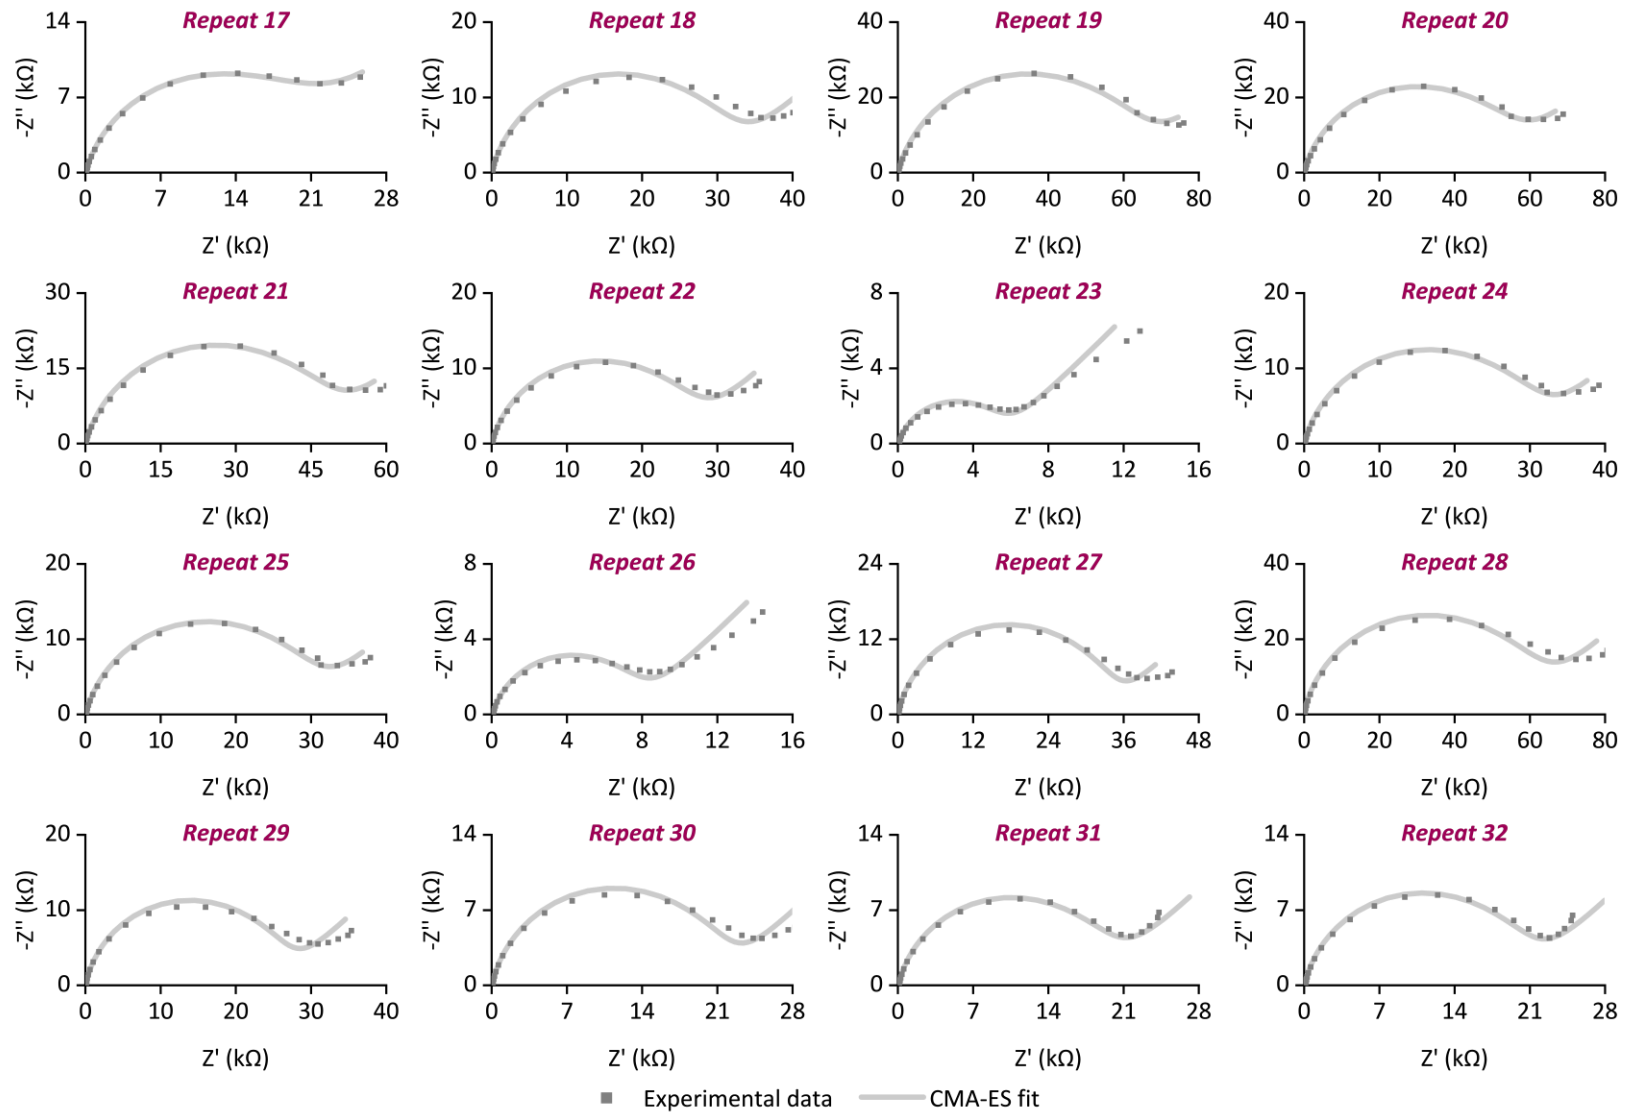 Repeat 17
-Z'' (kΩ)
14
7
0
0 7 14 21 28
Z' (kΩ)
Repeat 18
-Z'' (kΩ)
20
10
0
0 10 20 30 40
Z' (kΩ)
Repeat 19
-Z'' (kΩ)
40
20
0
0 20 40 60 80
Z' (kΩ)
Repeat 20
-Z'' (kΩ)
40
20
0
0 20 40 60 80
Z' (kΩ)
Repeat 21
-Z'' (kΩ)
30
15
0
0 15 30 45 60
Z' (kΩ)
Repeat 22
-Z'' (kΩ)
20
10
0
0 10 20 30 40
Z' (kΩ)
Repeat 23
-Z'' (kΩ)
8
4
0
0 4 8 12 16
Z' (kΩ)
Repeat 24
-Z'' (kΩ)
20
10
0
0 10 20 30 40
Z' (kΩ)
Repeat 25
-Z'' (kΩ)
20
10
0
0 10 20 30 40
Z' (kΩ)
Repeat 26
-Z'' (kΩ)
8
4
0
0 4 8 12 16
Z' (kΩ)
Repeat 27
-Z'' (kΩ)
24
12
0
0 12 24 36 48
Z' (kΩ)
Repeat 28
-Z'' (kΩ)
40
20
0
0 20 40 60 80
Z' (kΩ)
Repeat 29
-Z'' (kΩ)
20
10
0
0 10 20 30 40
Z' (kΩ)
Repeat 30
-Z'' (kΩ)
14
7
0
0 7 14 21 28
Z' (kΩ)
Repeat 31
-Z'' (kΩ)
14
7
0
0 7 14 21 28
Z' (kΩ)
Repeat 32
-Z'' (kΩ)
14
7
0
0 7 14 21 28
Z' (kΩ)
Experimental data CMA-ES fit